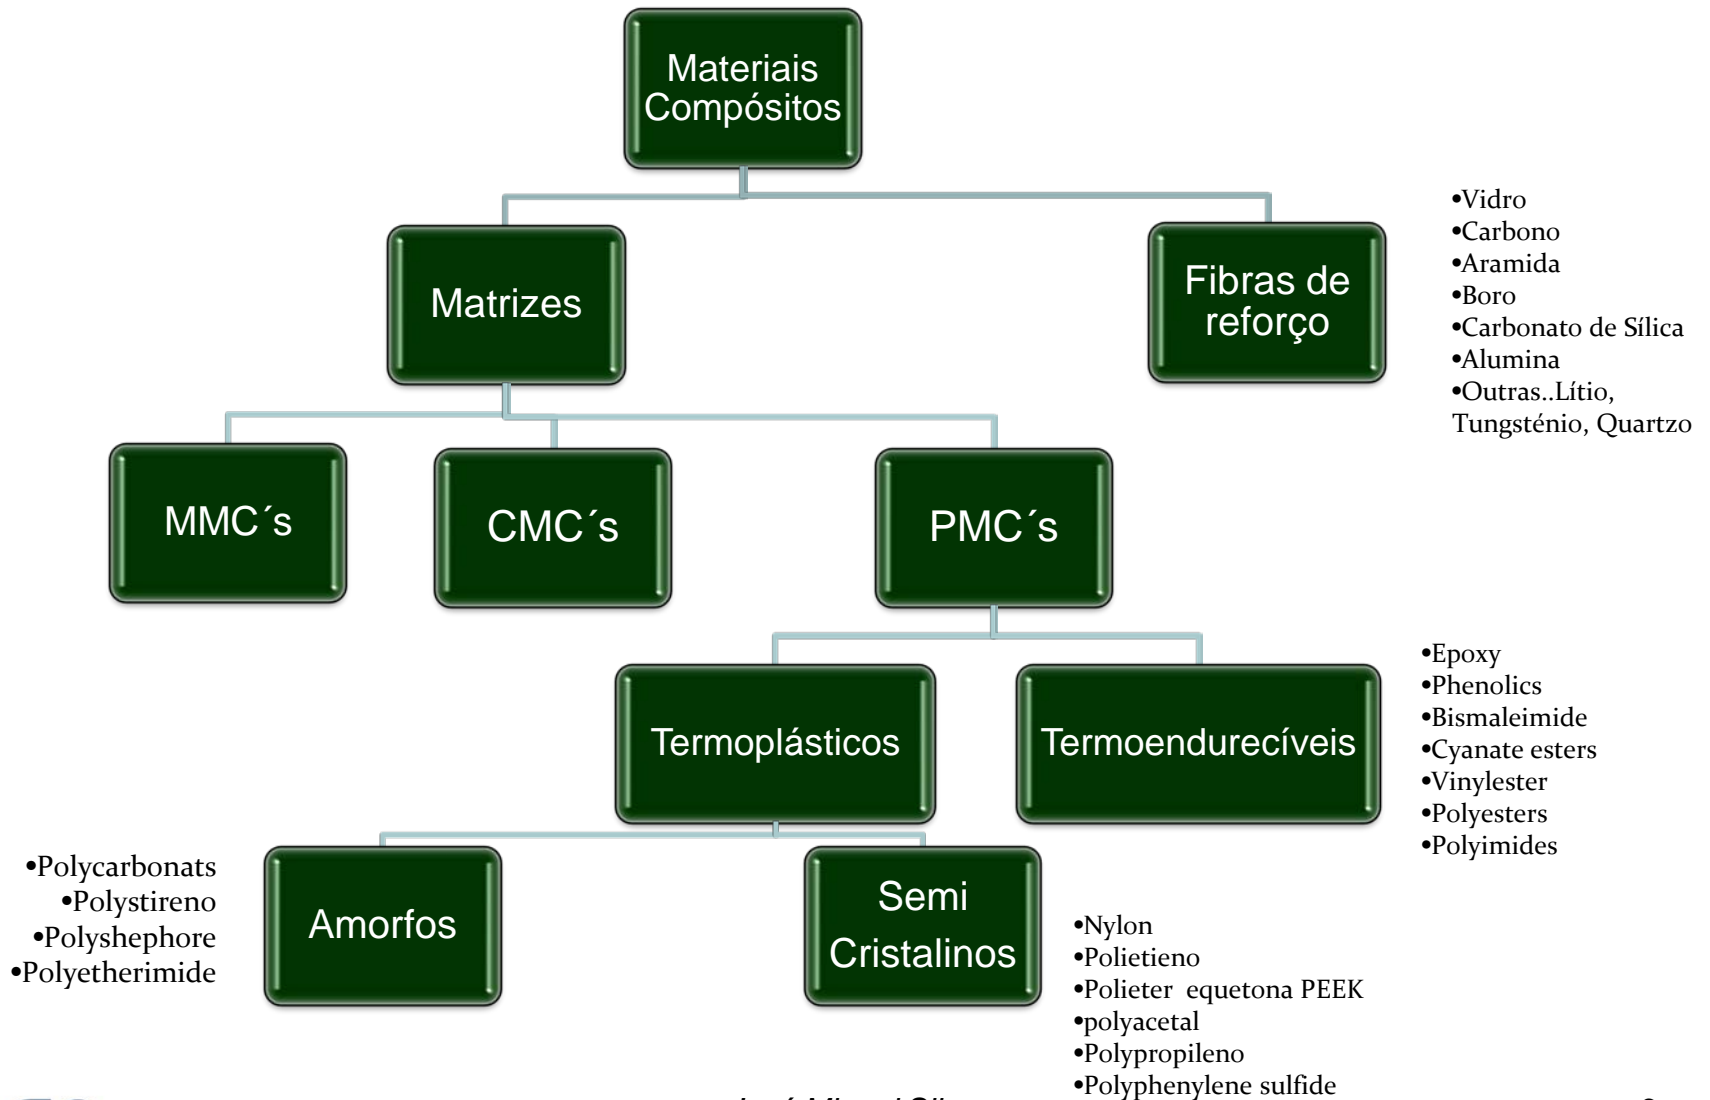 Materiais
Compósitos
Matrizes
Fibras de
reforço
•Vidro
•Carbono
•Aramida
•Boro
•Carbonato de Sílica
•Alumina
•Outras..Lítio,
Tungsténio, Quartzo
MMC´s
CMC´s
PMC´s
Termoplásticos
Termoendurecíveis
•Epoxy
•Phenolics
•Bismaleimide
•Cyanate esters
•Vinylester
•Polyesters
•Polyimides
•Polycarbonats
•Polystireno
•Polyshephore
•Polyetherimide
Amorfos
Semi
Cristalinos
•Nylon
•Polietieno
•Polieter  equetona PEEK
•polyacetal
•Polypropileno
•Polyphenylene sulfide